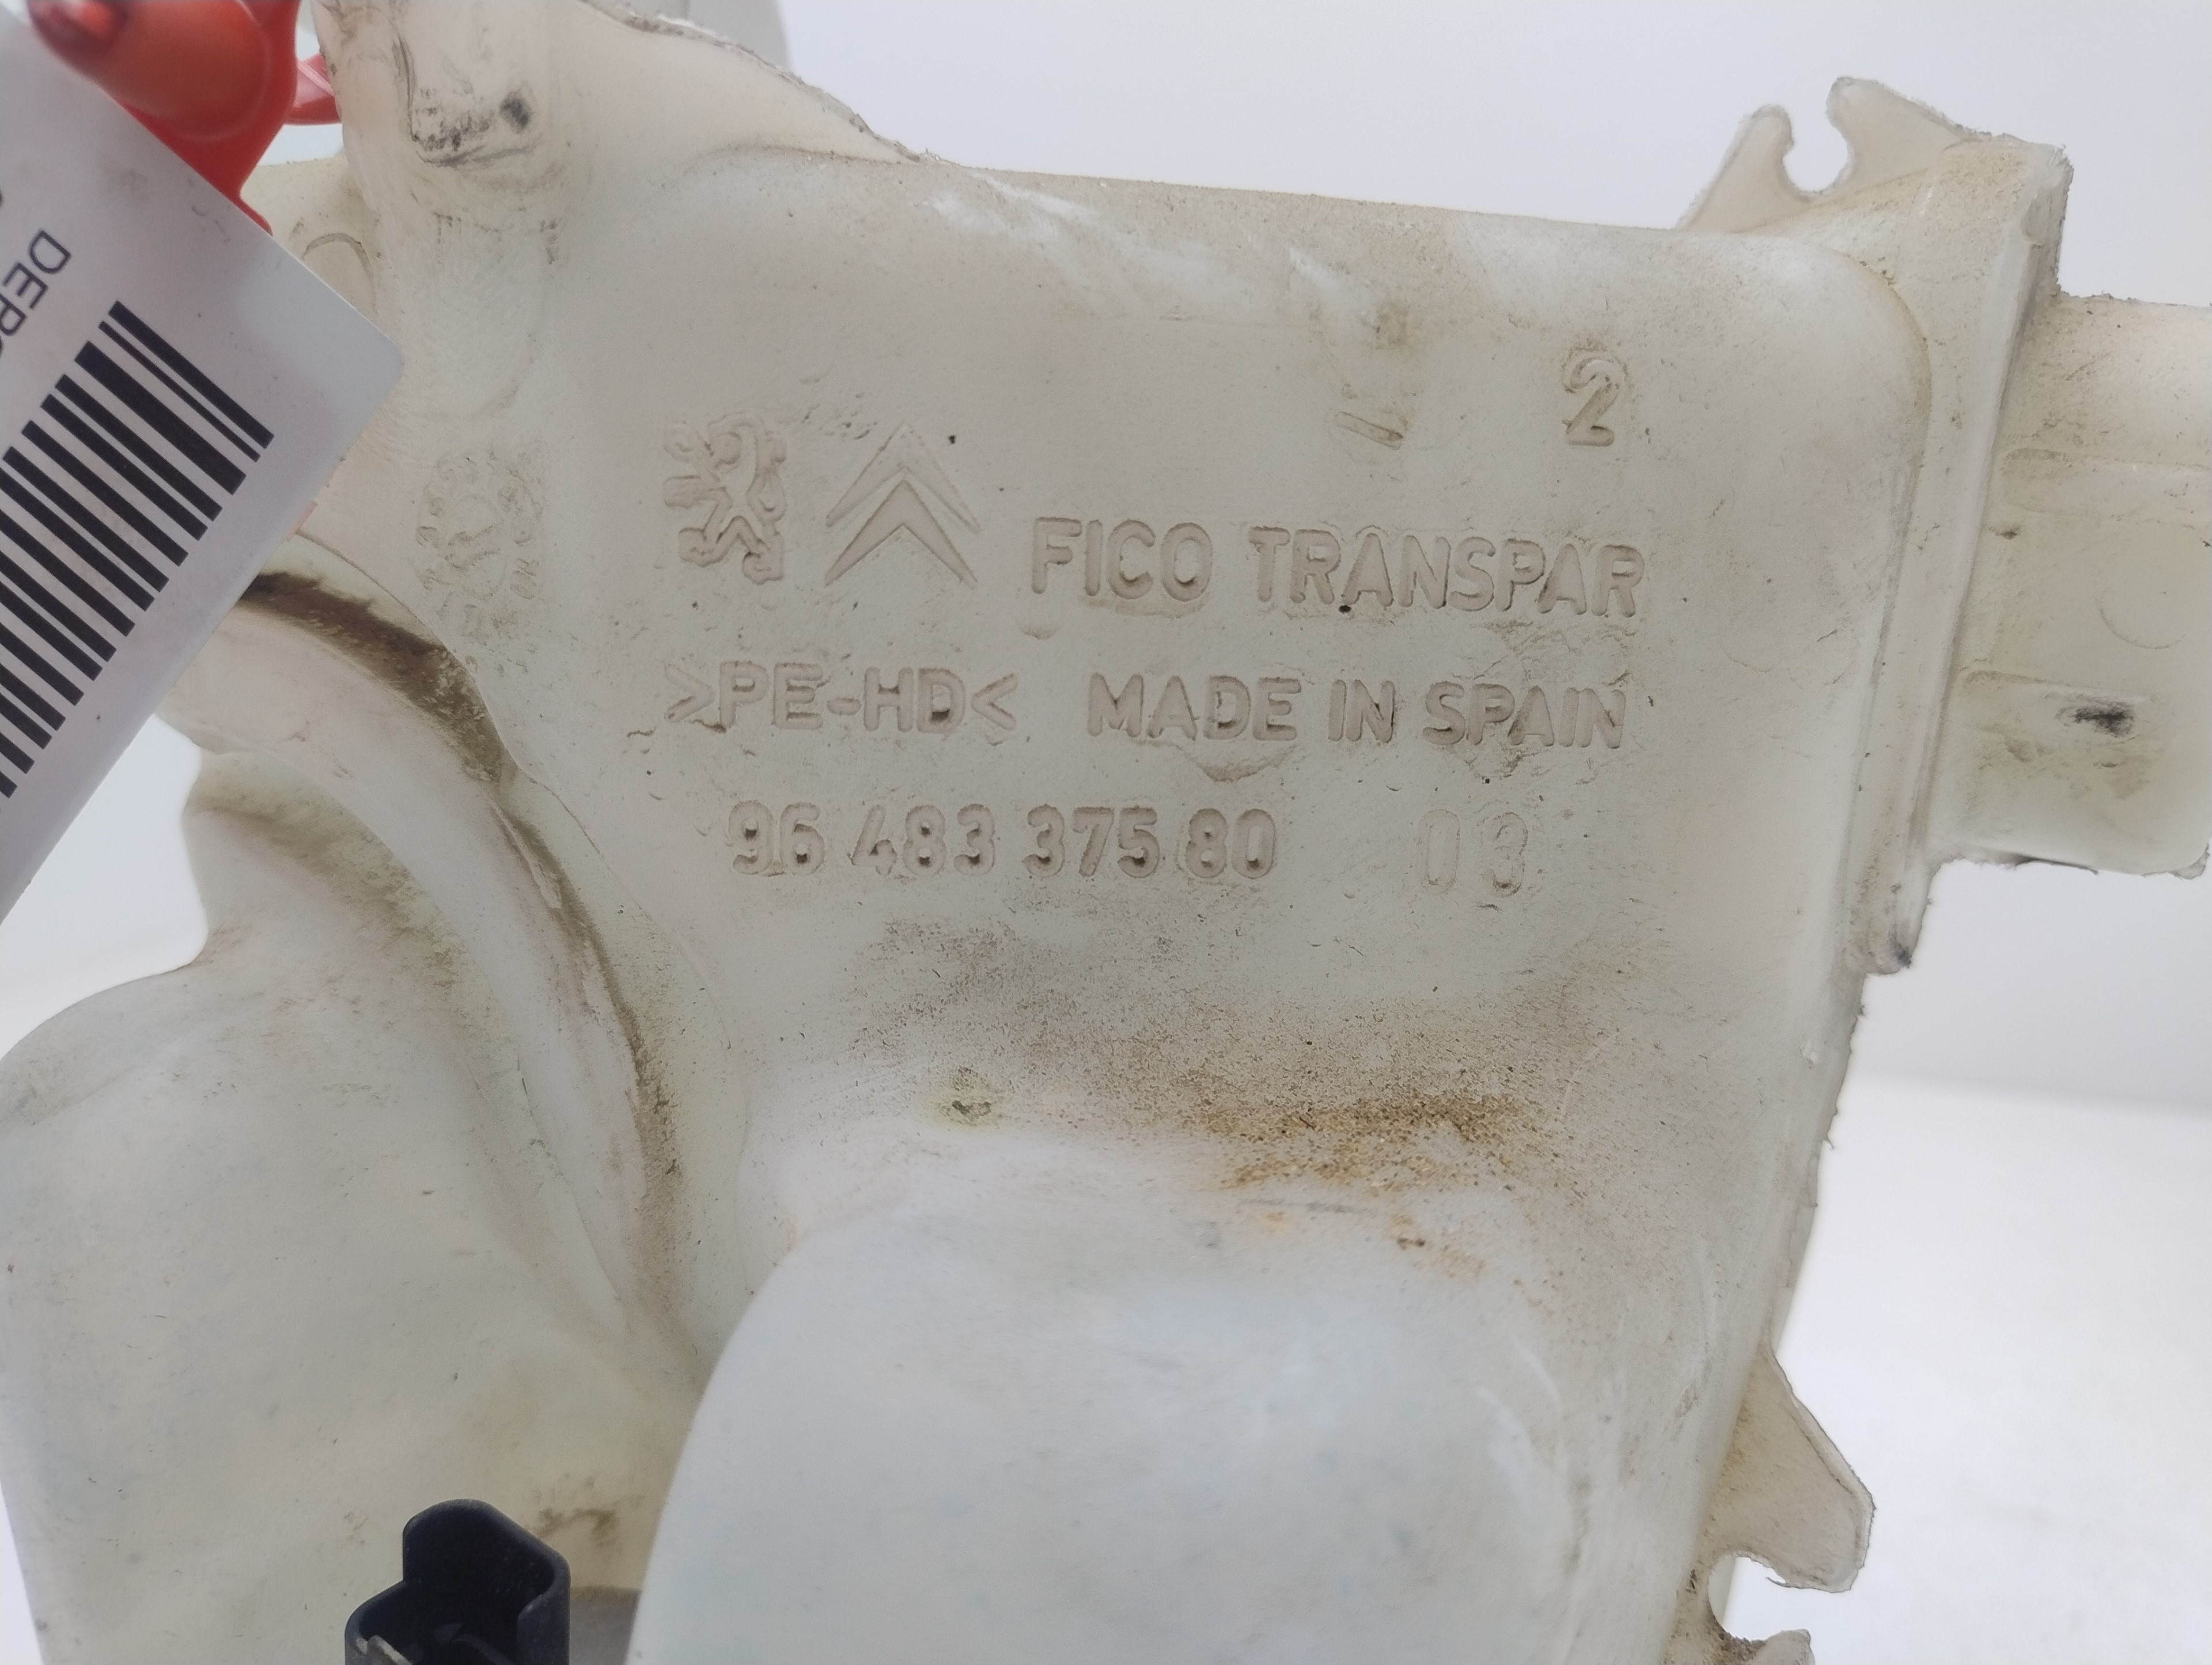 2
FICO TRANSPAR
>PE-HD< MADE IN SPAIN
96 483 375 80 03